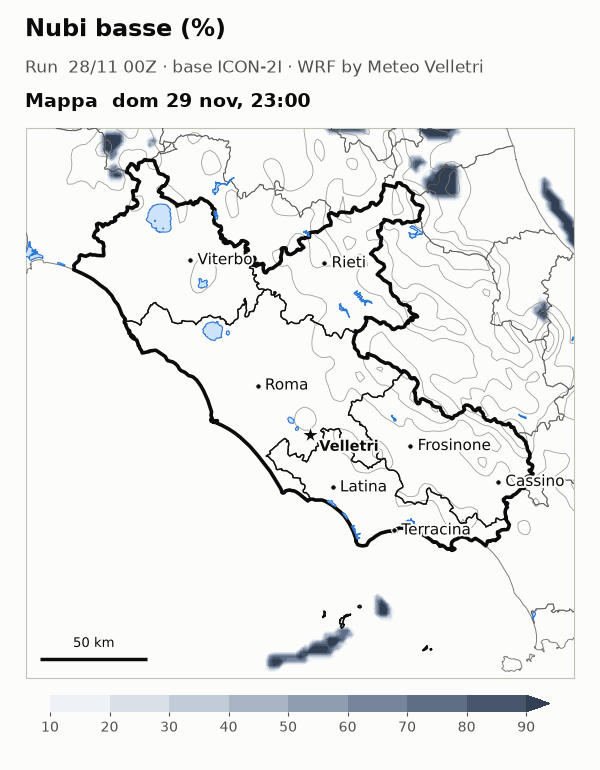 Nubi basse (%)
Run  28/11 00Z · base ICON-2I · WRF by Meteo Velletri
Mappa  dom 29 nov, 23:00
Viterbo
Rieti
Roma
Velletri
Frosinone
Latina
Cassino
Terracina
50 km
10 20 30 40 50 60 70 80 90